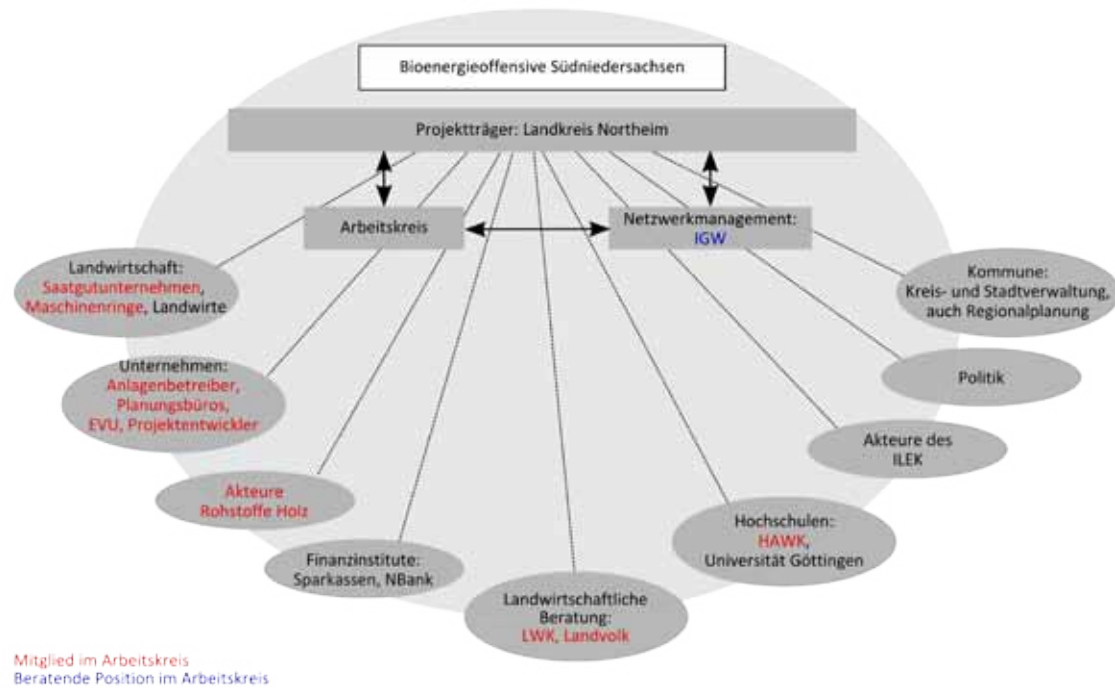 Bioenergieoffensive Südniedersachsen
Projektträger: Landkreis Northeim
Arbeitskreis
Netzwerkmanagement:
IGW
Landwirtschaft:
Saatgutunternehmen,
Maschinenringe, Landwirte
Kommune:
Kreis- und Stadtverwaltung,
auch Regionalplanung
Unternehmen:
Anlagenbetreiber,
Planungsbüros,
EVU, Projektentwickler
Politik
Akteure des
ILEK
Akteure
Rohstoffe Holz
Hochschulen:
HAWK,
Universität Göttingen
Finanzinstitute:
Sparkassen, NBank
Landwirtschaftliche
Beratung:
LWK, Landvolk
Mitglied im Arbeitskreis
Beratende Position im Arbeitskreis